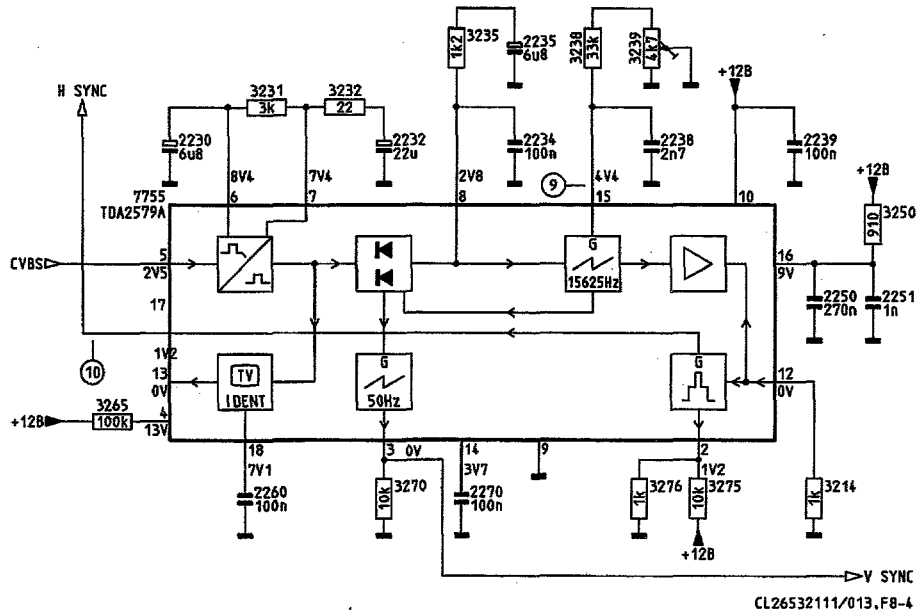 3235
1k2
2235
6u8
3238
33k
3239
4k7
+12B
H SYNC
3231
3k
3232
22
2230
6u8
2232
22u
2234
100n
2238
2n7
2239
100n
+12B
8V4
7V4
2V8
9
4V4
7755
TDA2579A
6
7
8
15
10
910
3250
CVBS
5
2V5
G
15625Hz
16
9V
2250
270n
2251
1n
17
10
1V2
13
0V
TV
IDENT
G
50Hz
G
12
0V
+12B
3265
100k
4
13V
18
7V1
3
0V
14
3V7
9
2
1V2
2260
100n
10k
3270
2270
100n
1k
3276
10k
3275
1k
3214
+12B
V SYNC
CL26532111/013.F8-4